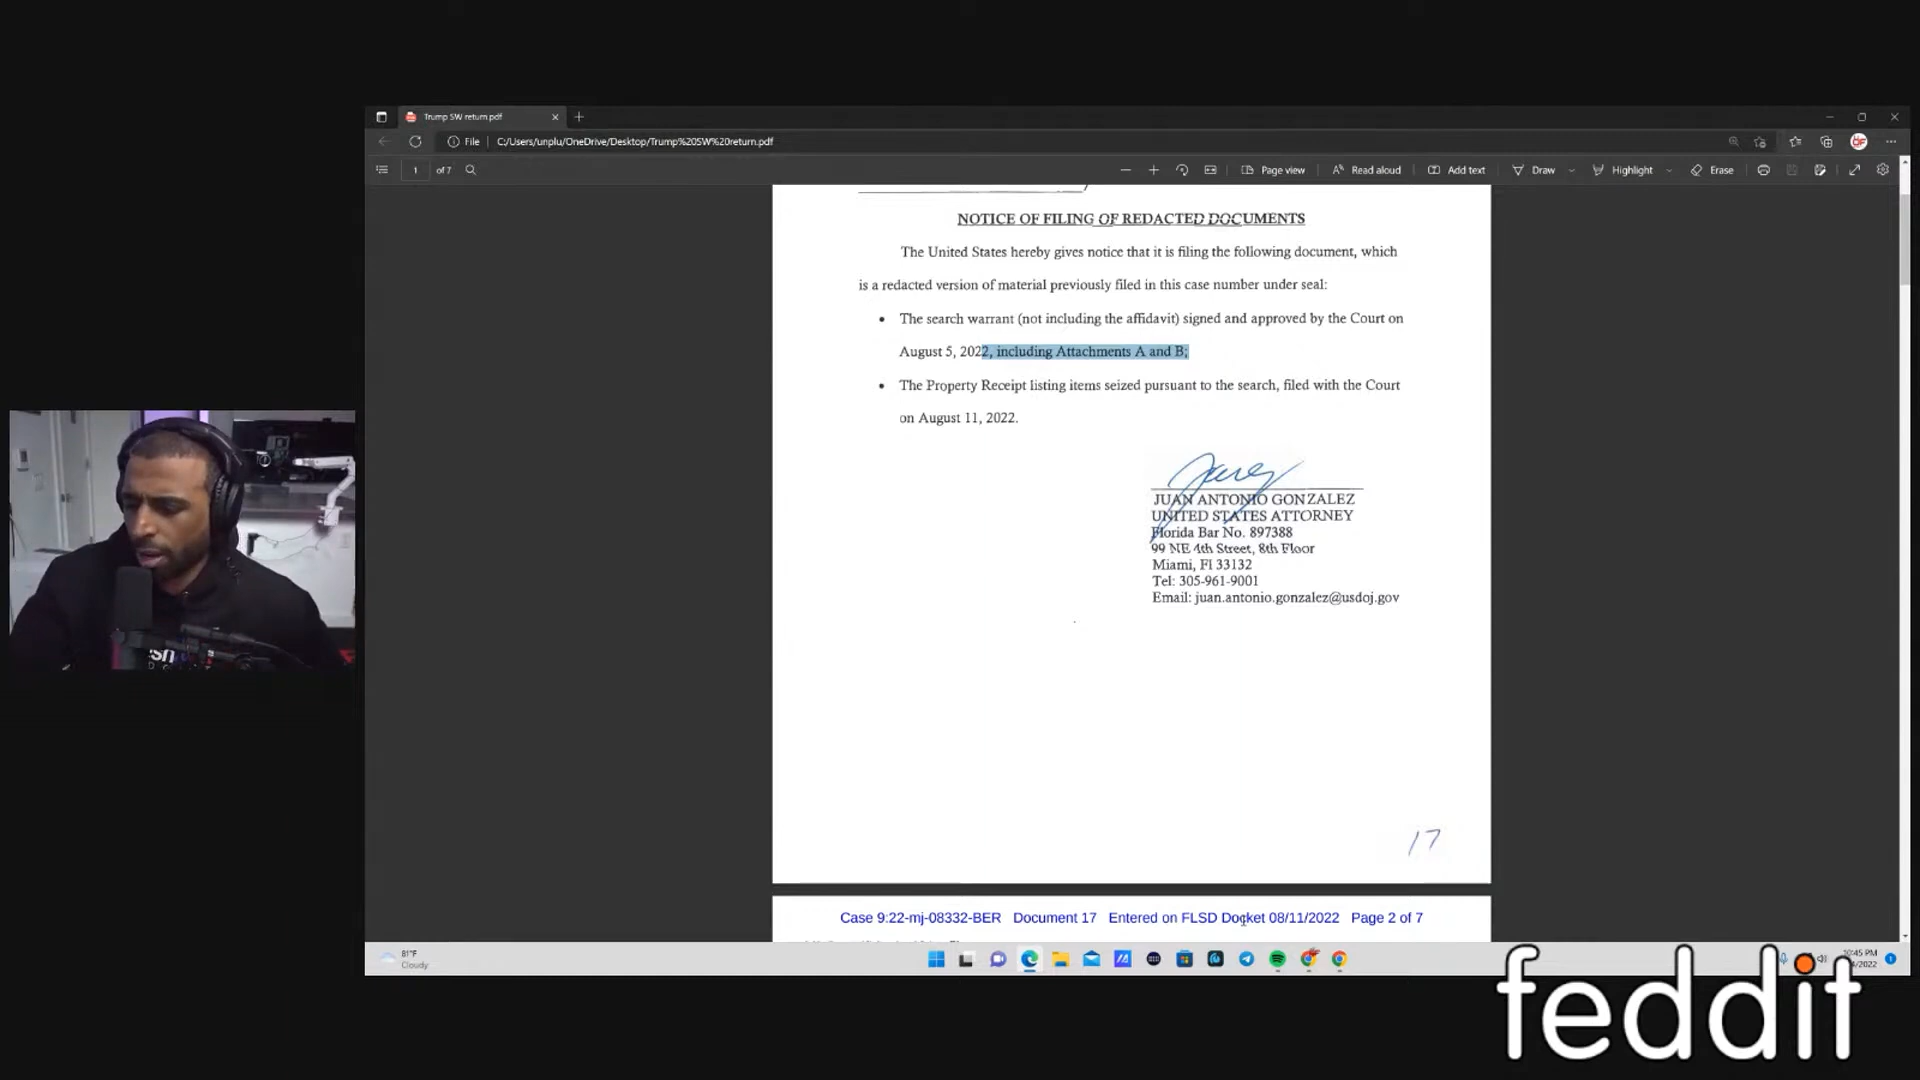 Trump SW return.pdf
File
C:/Users/unplu/OneDrive/Desktop/Trump%20SW%20return.pdf
1 of 7
Page view
Read aloud
Add text
Draw
Highlight
Erase
NOTICE OF FILING OF REDACTED DOCUMENTS
The United States hereby gives notice that it is filing the following document, which
is a redacted version of material previously filed in this case number under seal:
• The search warrant (not including the affidavit) signed and approved by the Court on
August 5, 2022, including Attachments A and B;
• The Property Receipt listing items seized pursuant to the search, filed with the Court
on August 11, 2022.
JUAN ANTONIO GONZALEZ
UNITED STATES ATTORNEY
Florida Bar No. 897388
99 NE 4th Street, 8th Floor
Miami, Fl 33132
Tel: 305-961-9001
Email: juan.antonio.gonzalez@usdoj.gov
17
Case 9:22-mj-08332-BER Document 17 Entered on FLSD Docket 08/11/2022 Page 2 of 7
81°F
Cloudy
:45 PM
/2022
feddit